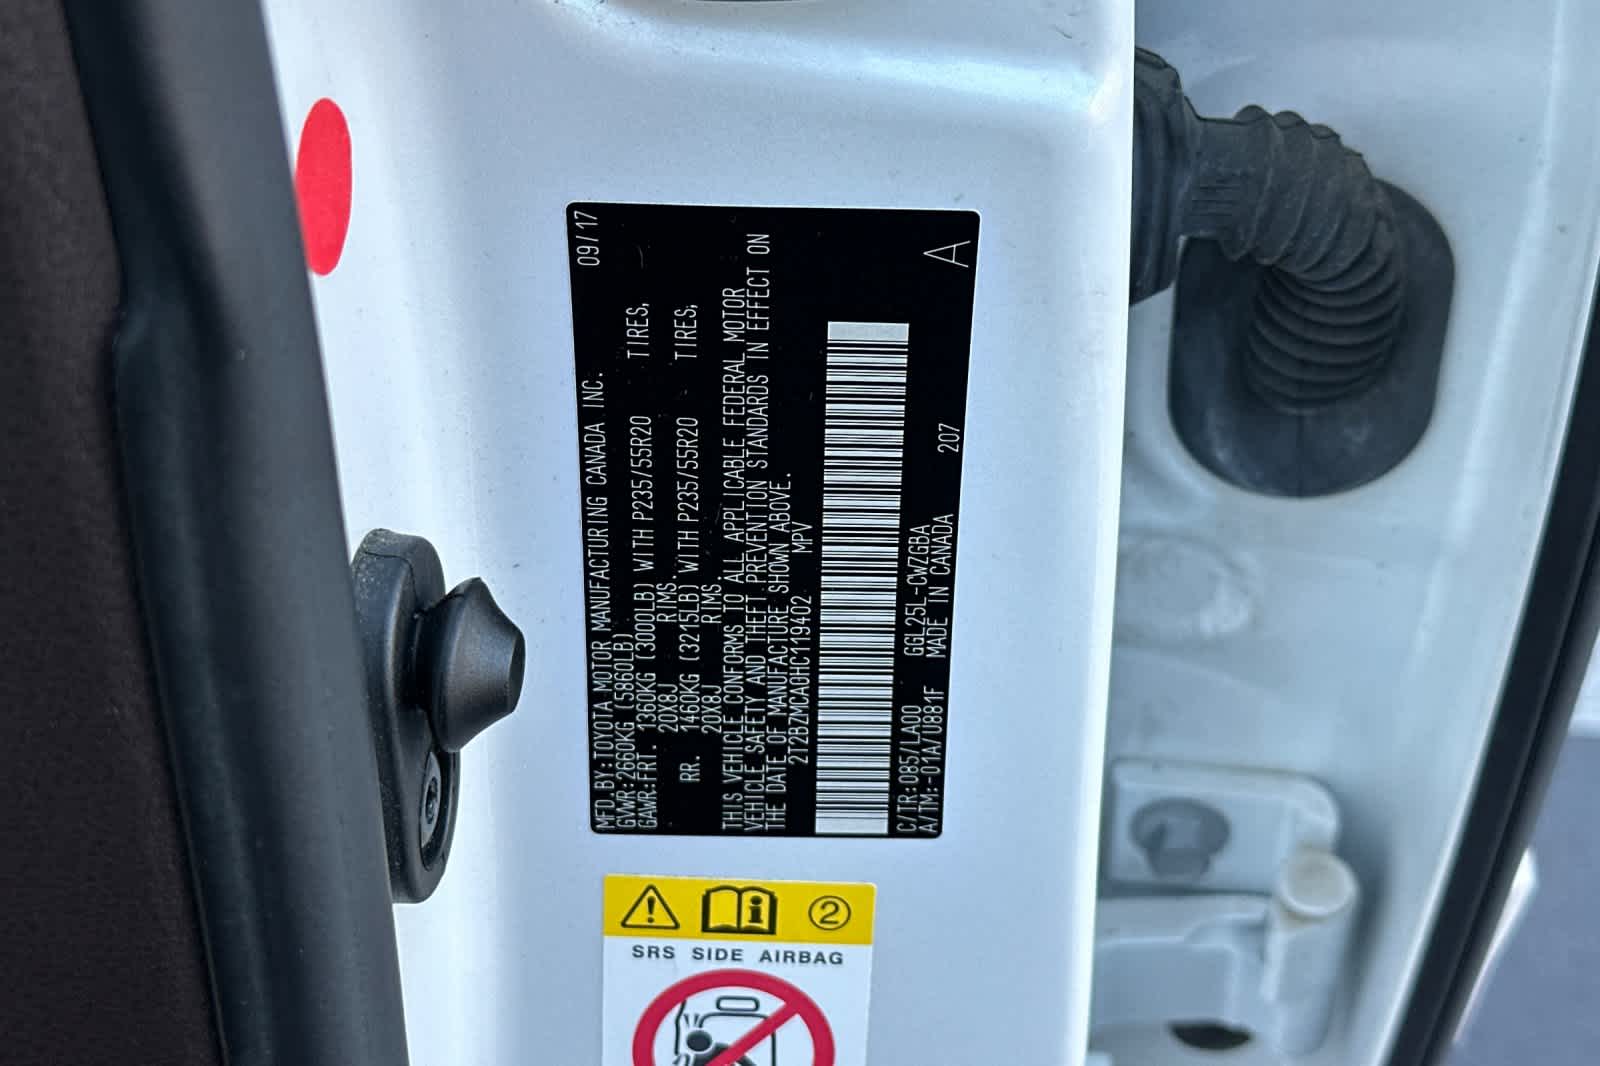 MFD.BY:TOYOTA MOTOR MANUFACTURING CANADA INC. 09/17
GVWR:2660KG (5860LB)
GAWR:FRT. 1360KG (3000LB) WITH P235/55R20 TIRES,
20X8J RIMS.
RR. 1460KG (3215LB) WITH P235/55R20 TIRES,
20X8J RIMS.
THIS VEHICLE CONFORMS TO ALL APPLICABLE FEDERAL MOTOR
VEHICLE SAFETY AND THEFT PREVENTION STANDARDS IN EFFECT ON
THE DATE OF MANUFACTURE SHOWN ABOVE.
2T2BZMCA0HC119402 MPV
C/TR:085/LA00 GGL25L-CWZGBA 207 A
A/TM:-01A/U881F MADE IN CANADA
2
SRS SIDE AIRBAG